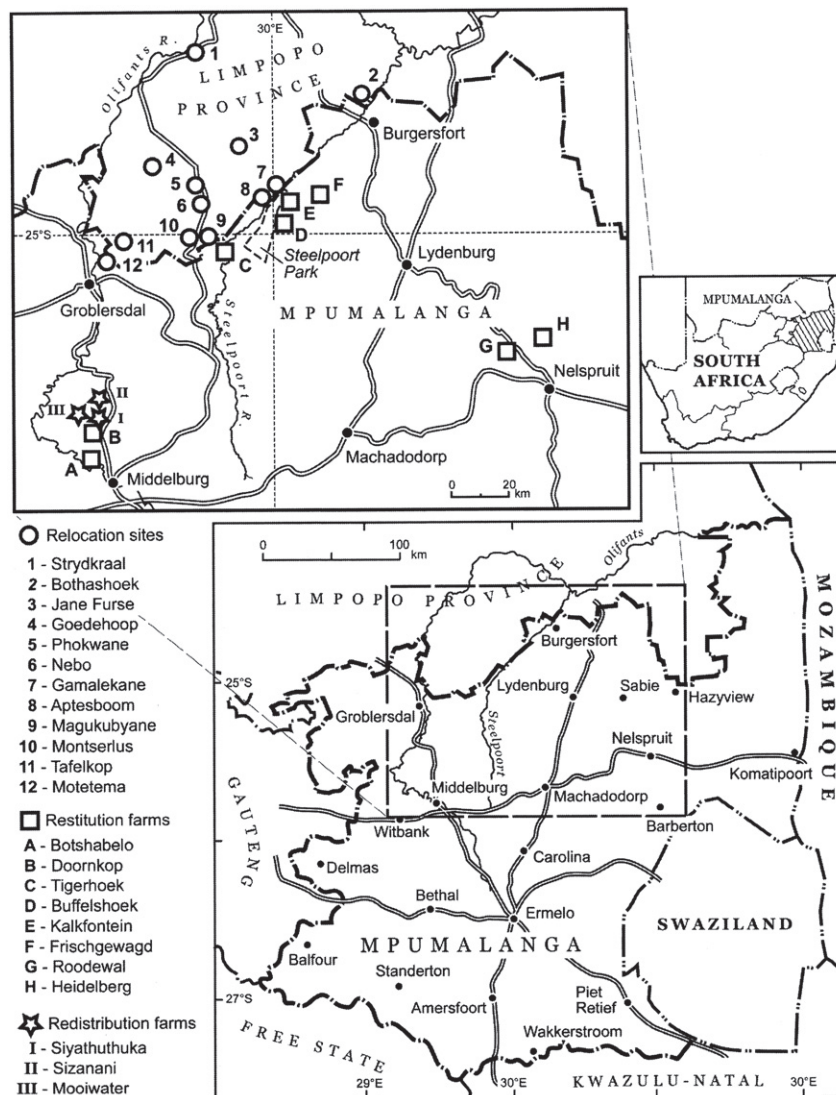 30°E
Olifants R.
LIMPOPO
PROVINCE
1
2
Burgersfort
3
4
5
6
7
8
F
E
D
9
10
11
12
C
25°S
Steelpoort
Park
Lydenburg
Groblersdal
MPUMALANGA
Steelpoort R.
G
H
Nelspruit
II
III
I
B
A
Middelburg
Machadodorp
0 20
km
MPUMALANGA
SOUTH
AFRICA
Relocation sites
1 - Strydkraal
2 - Bothashoek
3 - Jane Furse
4 - Goedehoop
5 - Phokwane
6 - Nebo
7 - Gamalekane
8 - Aptesboom
9 - Magukubyane
10 - Montserlus
11 - Tafelkop
12 - Motetema
Restitution farms
A - Botshabelo
B - Doornkop
C - Tigerhoek
D - Buffelshoek
E - Kalkfontein
F - Frischgewagd
G - Roodewal
H - Heidelberg
Redistribution farms
I - Siyathuthuka
II - Sizanani
III - Mooiwater
0 100
km
LIMPOPO PROVINCE
Olifants
MOZAMBIQUE
Burgersfort
25°S
Lydenburg
Sabie
Hazyview
Groblersdal
Steelpoort
Nelspruit
Komatipoort
Middelburg
Machadodorp
GAUTENG
Witbank
Barberton
Delmas
Carolina
Bethal
Ermelo
SWAZILAND
MPUMALANGA
Balfour
Standerton
Amersfoort
Piet
Retief
27°S
Wakkerstroom
FREE STATE
KWAZULU-NATAL
29°E
30°E
30°E